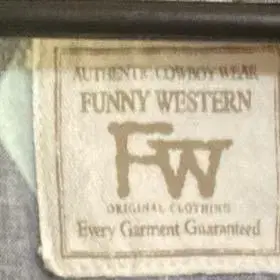 AUTHENTIC COWBOY WEAR
FUNNY WESTERN
FW
ORIGINAL CLOTHING
Every Garment Guaranteed